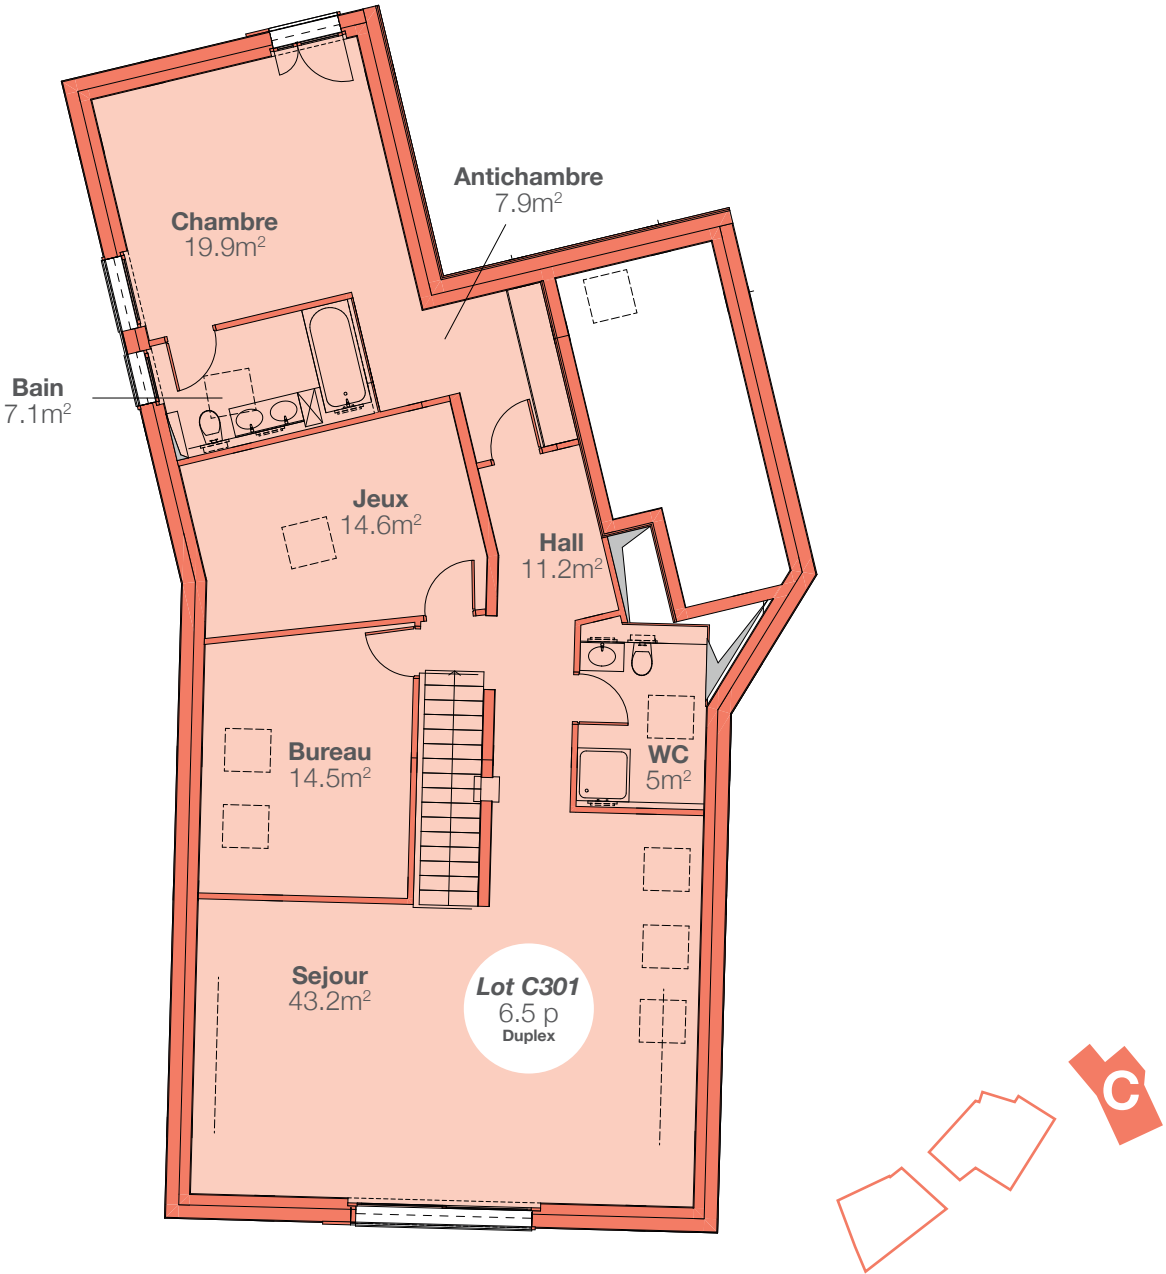 Antichambre
7.9m²
Chambre
19.9m²
Bain
7.1m²
Jeux
14.6m²
Hall
11.2m²
Bureau
14.5m²
WC
5m²
Sejour
43.2m²
Lot C301
6.5 p
Duplex
C